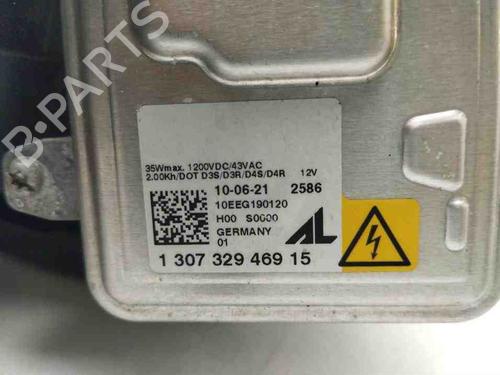 B-PARTS
35Wmax. 1200VDC/43VAC
2.00Kh/DOT D3S/D3R/D4S/D4R 12V
10-06-21 2586
10EEG190120
H00 S0000
GERMANY
01
AL
1 307 329 469 15